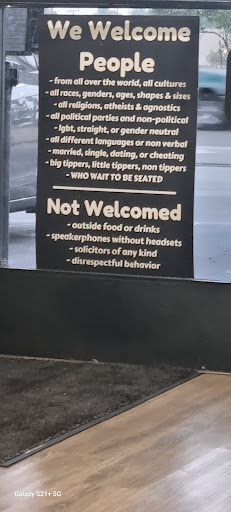 We Welcome
People
- from all over the world, all cultures
- all races, genders, ages, shapes & sizes
- all religions, atheists & agnostics
- all political parties and non-political
- lgbt, straight, or gender neutral
- all different languages or non verbal
- married, single, dating, or cheating
- big tippers, little tippers, non tippers
- WHO WAIT TO BE SEATED
Not Welcomed
- outside food or drinks
- speakerphones without headsets
- solicitors of any kind
- disrespectful behavior
Galaxy S21+ 5G